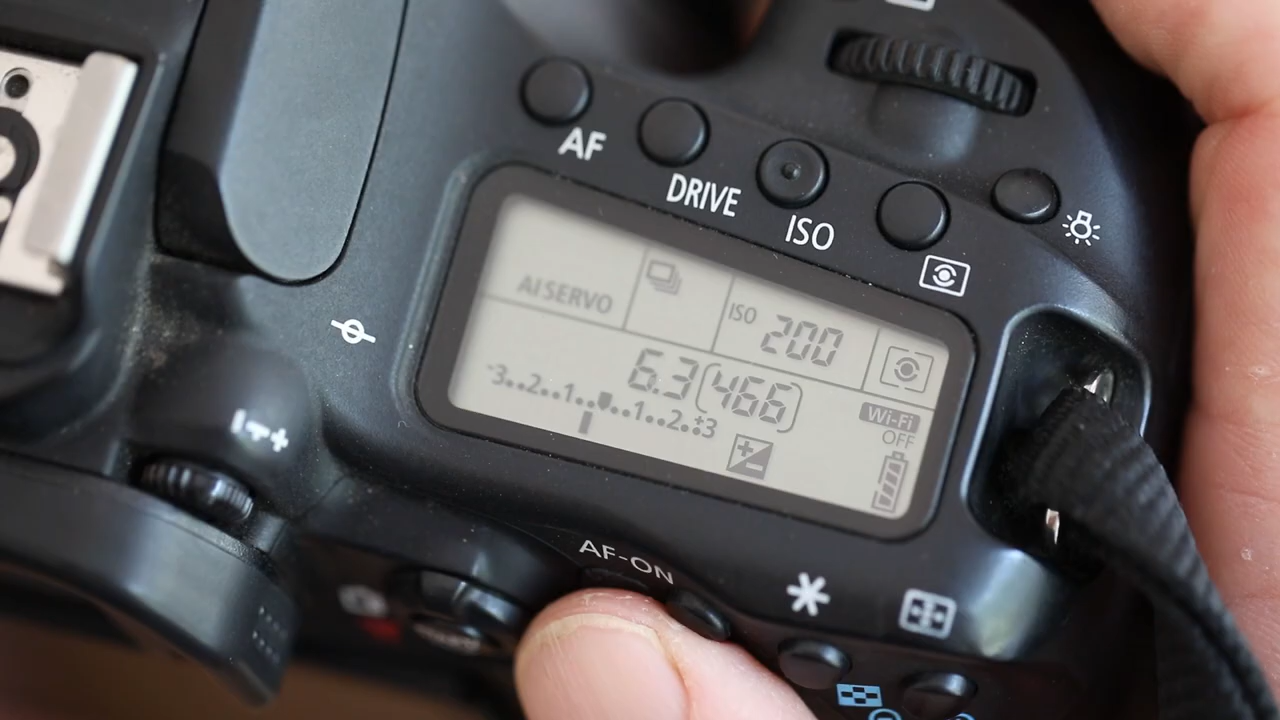 AF
DRIVE
ISO
AI SERVO
ISO 200
6.3 [466]
-3..2..1..▼..1..2..+3
Wi-Fi
OFF
AF-ON